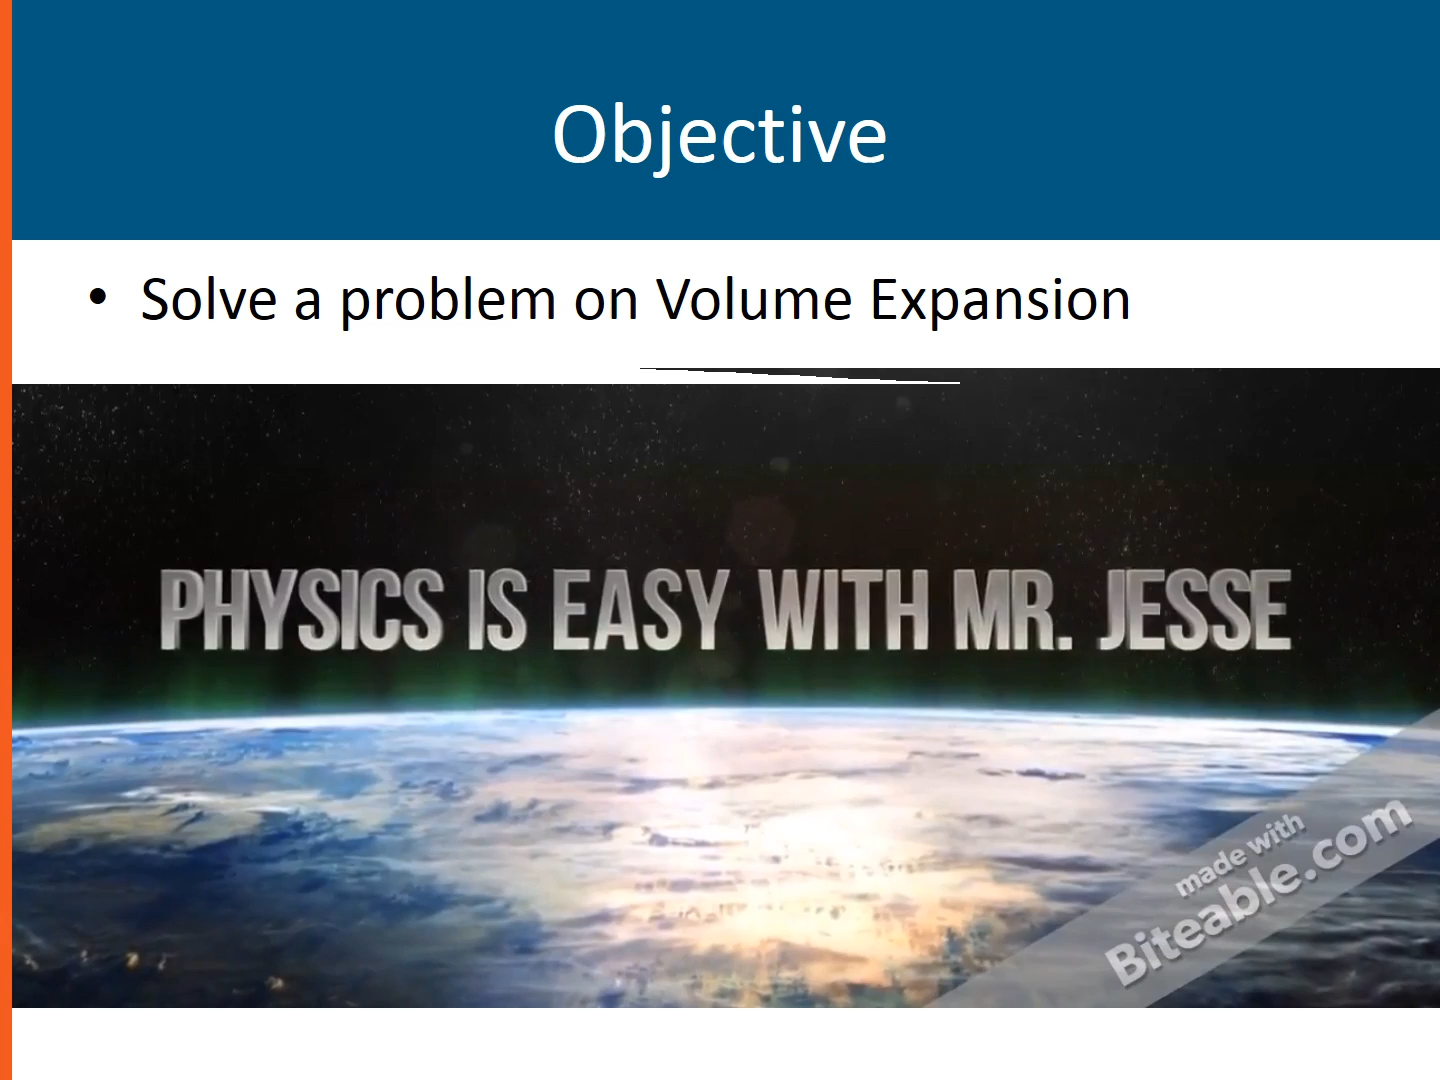 Objective
• Solve a problem on Volume Expansion
PHYSICS IS EASY WITH MR. JESSE
made with
Biteable.com